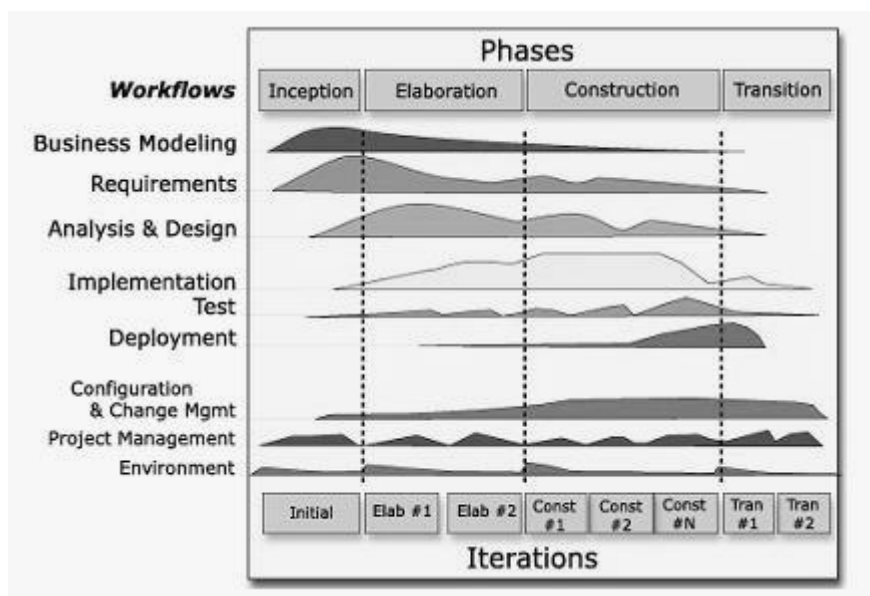 Phases
Workflows
Inception
Elaboration
Construction
Transition
Business Modeling
Requirements
Analysis & Design
Implementation
Test
Deployment
Configuration
& Change Mgmt
Project Management
Environment
Initial
Elab #1
Elab #2
Const
#1
Const
#2
Const
#N
Tran
#1
Tran
#2
Iterations